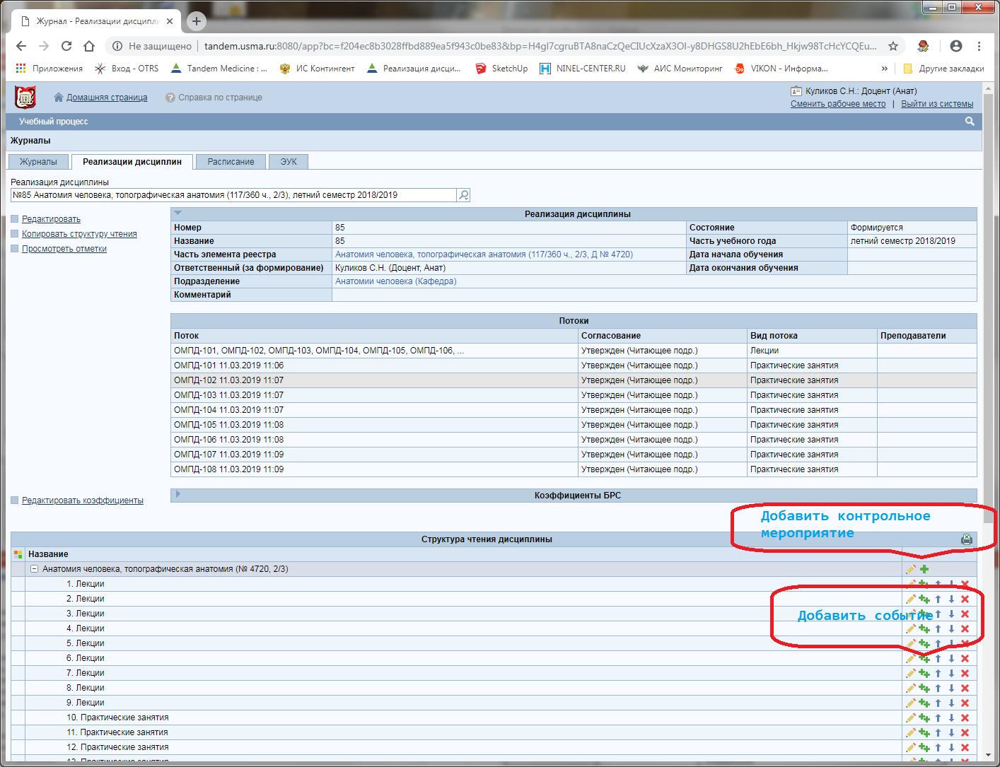 Журнал - Реализации дисципли
Не защищено | tandem.usma.ru:8080/app?bc=f204ec8b3028ffbd889ea5f943c0be83&bp=H4gI7cgruBTA8naCzQeCIUcXzaX3OI-y8DHGS8U2hEbE6bh_Hkjw98TcHcYCQEu...
Приложения Вход - OTRS Tandem Medicine : ... ИС Контингент Реализация дисци... SketchUp NINEL-CENTER.RU АИС Мониторинг VIKON - Информа... » Другие закладки
Домашняя страница Справка по странице Куликов С.Н.: Доцент (Анат)
Сменить рабочее место | Выйти из системы
Учебный процесс
Журналы
Журналы Реализации дисциплин Расписание ЭУК
Реализация дисциплины
№85 Анатомия человека, топографическая анатомия (117/360 ч., 2/3), летний семестр 2018/2019
Редактировать
Копировать структуру чтения
Просмотреть отметки
Реализация дисциплины
Номер 85 Состояние Формируется
Название 85 Часть учебного года летний семестр 2018/2019
Часть элемента реестра Анатомия человека, топографическая анатомия (117/360 ч., 2/3, Д № 4720) Дата начала обучения
Ответственный (за формирование) Куликов С.Н. (Доцент, Анат) Дата окончания обучения
Подразделение Анатомии человека (Кафедра)
Комментарий
Потоки
Поток Согласование Вид потока Преподаватели
ОМПД-101, ОМПД-102, ОМПД-103, ОМПД-104, ОМПД-105, ОМПД-106, ... Утвержден (Читающее подр.) Лекции
ОМПД-101 11.03.2019 11:06 Утвержден (Читающее подр.) Практические занятия
ОМПД-102 11.03.2019 11:07 Утвержден (Читающее подр.) Практические занятия
ОМПД-103 11.03.2019 11:07 Утвержден (Читающее подр.) Практические занятия
ОМПД-104 11.03.2019 11:07 Утвержден (Читающее подр.) Практические занятия
ОМПД-105 11.03.2019 11:08 Утвержден (Читающее подр.) Практические занятия
ОМПД-106 11.03.2019 11:08 Утвержден (Читающее подр.) Практические занятия
ОМПД-107 11.03.2019 11:09 Утвержден (Читающее подр.) Практические занятия
ОМПД-108 11.03.2019 11:09 Утвержден (Читающее подр.) Практические занятия
Редактировать коэффициенты
Коэффициенты БРС
Добавить контрольное
мероприятие
Структура чтения дисциплины
Название
Анатомия человека, топографическая анатомия (№ 4720, 2/3)
1. Лекции
2. Лекции
3. Лекции
Добавить событие
4. Лекции
5. Лекции
6. Лекции
7. Лекции
8. Лекции
9. Лекции
10. Практические занятия
11. Практические занятия
12. Практические занятия
13. Практические занятия